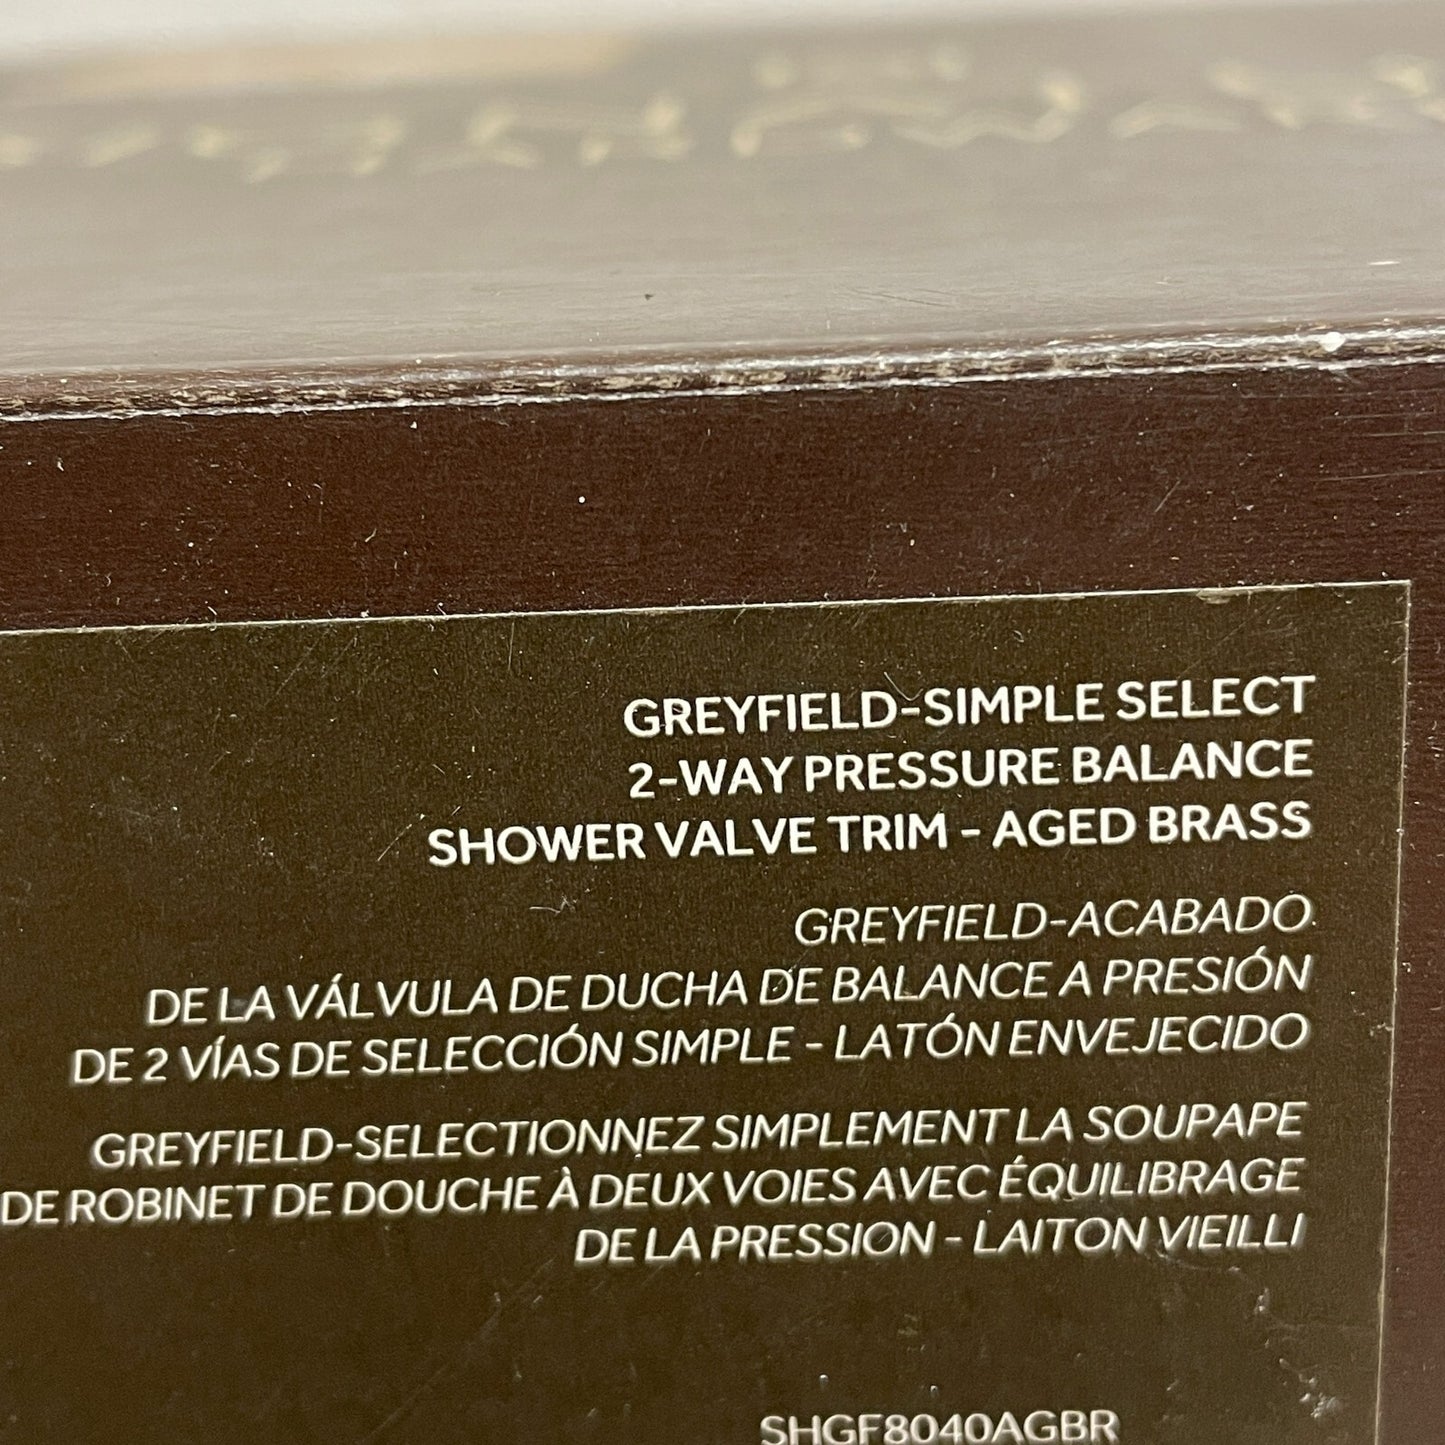 GREYFIELD-SIMPLE SELECT
2-WAY PRESSURE BALANCE
SHOWER VALVE TRIM - AGED BRASS
GREYFIELD-ACABADO
DE LA VÁLVULA DE DUCHA DE BALANCE A PRESIÓN
DE 2 VÍAS DE SELECCIÓN SIMPLE - LATÓN ENVEJECIDO
GREYFIELD-SELECTIONNEZ SIMPLEMENT LA SOUPAPE
DE ROBINET DE DOUCHE À DEUX VOIES AVEC ÉQUILIBRAGE
DE LA PRESSION - LAITON VIEILLI
SHGF8040AGBR